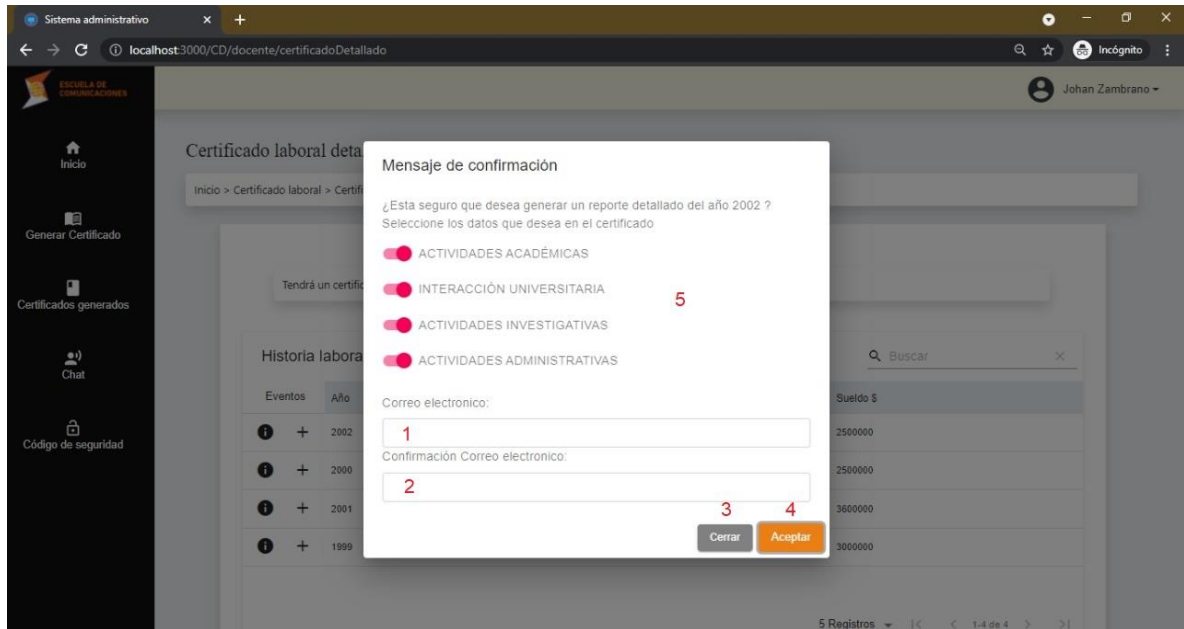 Sistema administrativo
localhost:3000/CD/docente/certificadoDetallado
Incógnito
ESCUELA DE
COMUNICACIONES
Johan Zambrano
Inicio
Generar Certificado
Certificados generados
Chat
Código de seguridad
Certificado laboral deta
Inicio > Certificado laboral > Certifi
Tendrá un certific
Mensaje de confirmación
¿Esta seguro que desea generar un reporte detallado del año 2002 ?
Seleccione los datos que desea en el certificado
ACTIVIDADES ACADÉMICAS
INTERACCIÓN UNIVERSITARIA
5
ACTIVIDADES INVESTIGATIVAS
ACTIVIDADES ADMINISTRATIVAS
Correo electronico:
1
Confirmación Correo electronico:
2
3 4
Cerrar Aceptar
Historia labora
Buscar
Eventos Año Sueldo $
2002 2500000
2000 2500000
2001 3600000
1999 3000000
5 Registros 1-4 de 4